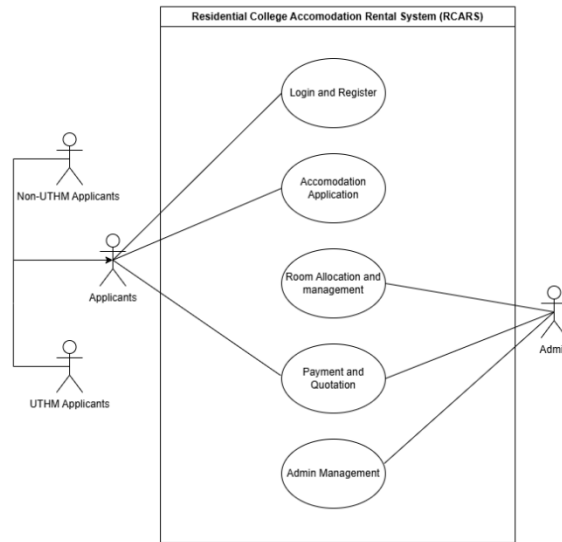 Residential College Accomodation Rental System (RCARS)
Login and Register
Non-UTHM Applicants
Accomodation
Application
Applicants
Room Allocation and
management
Admi
UTHM Applicants
Payment and
Quotation
Admin Management